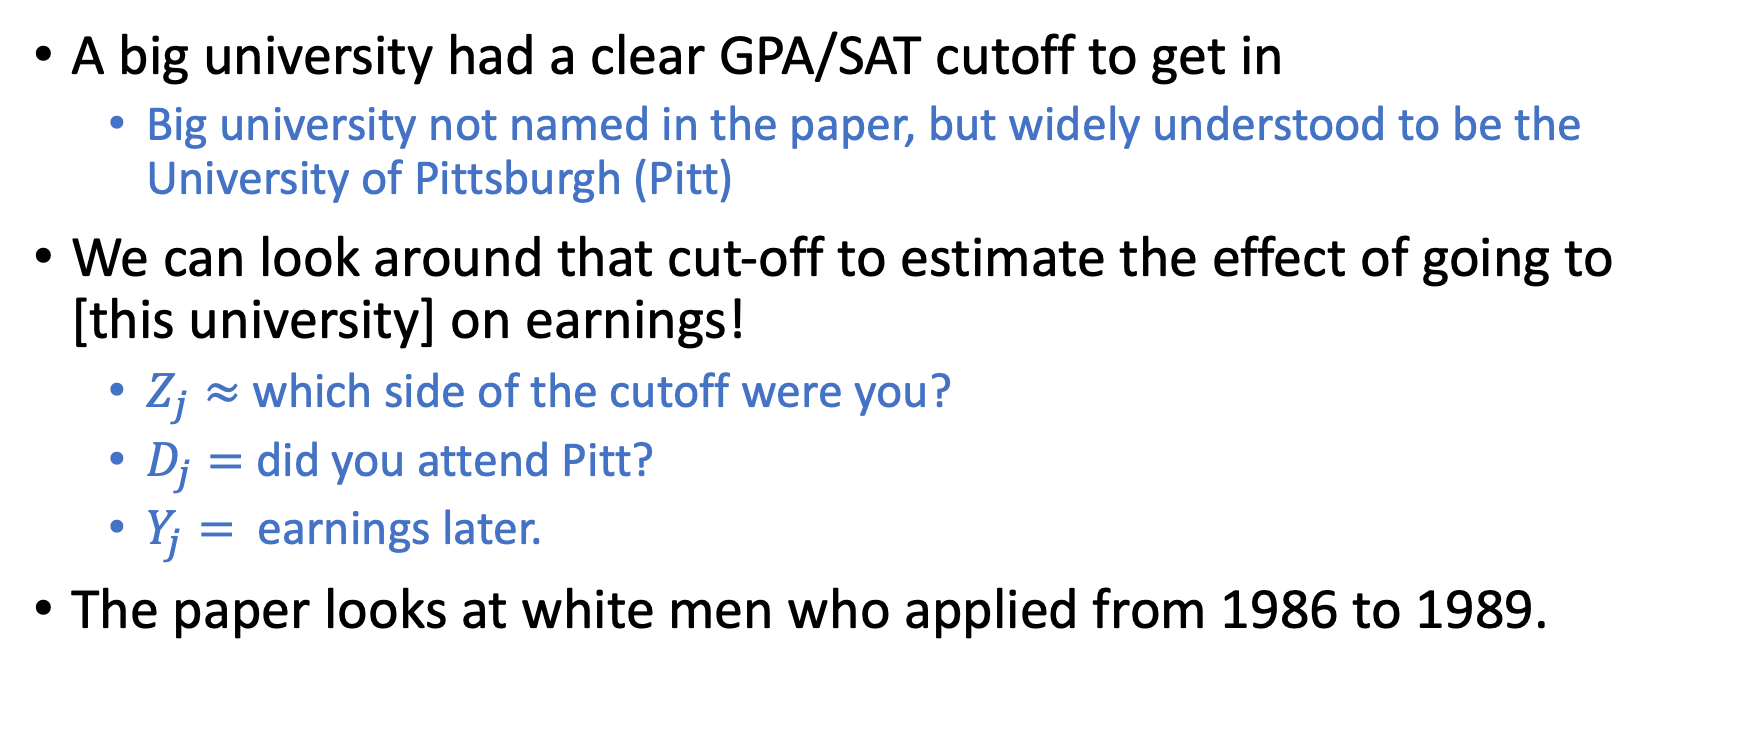 • A big university had a clear GPA/SAT cutoff to get in
• Big university not named in the paper, but widely understood to be the
University of Pittsburgh (Pitt)
• We can look around that cut-off to estimate the effect of going to
[this university] on earnings!
• Zⱼ ≈ which side of the cutoff were you?
• Dⱼ = did you attend Pitt?
• Yⱼ = earnings later.
• The paper looks at white men who applied from 1986 to 1989.